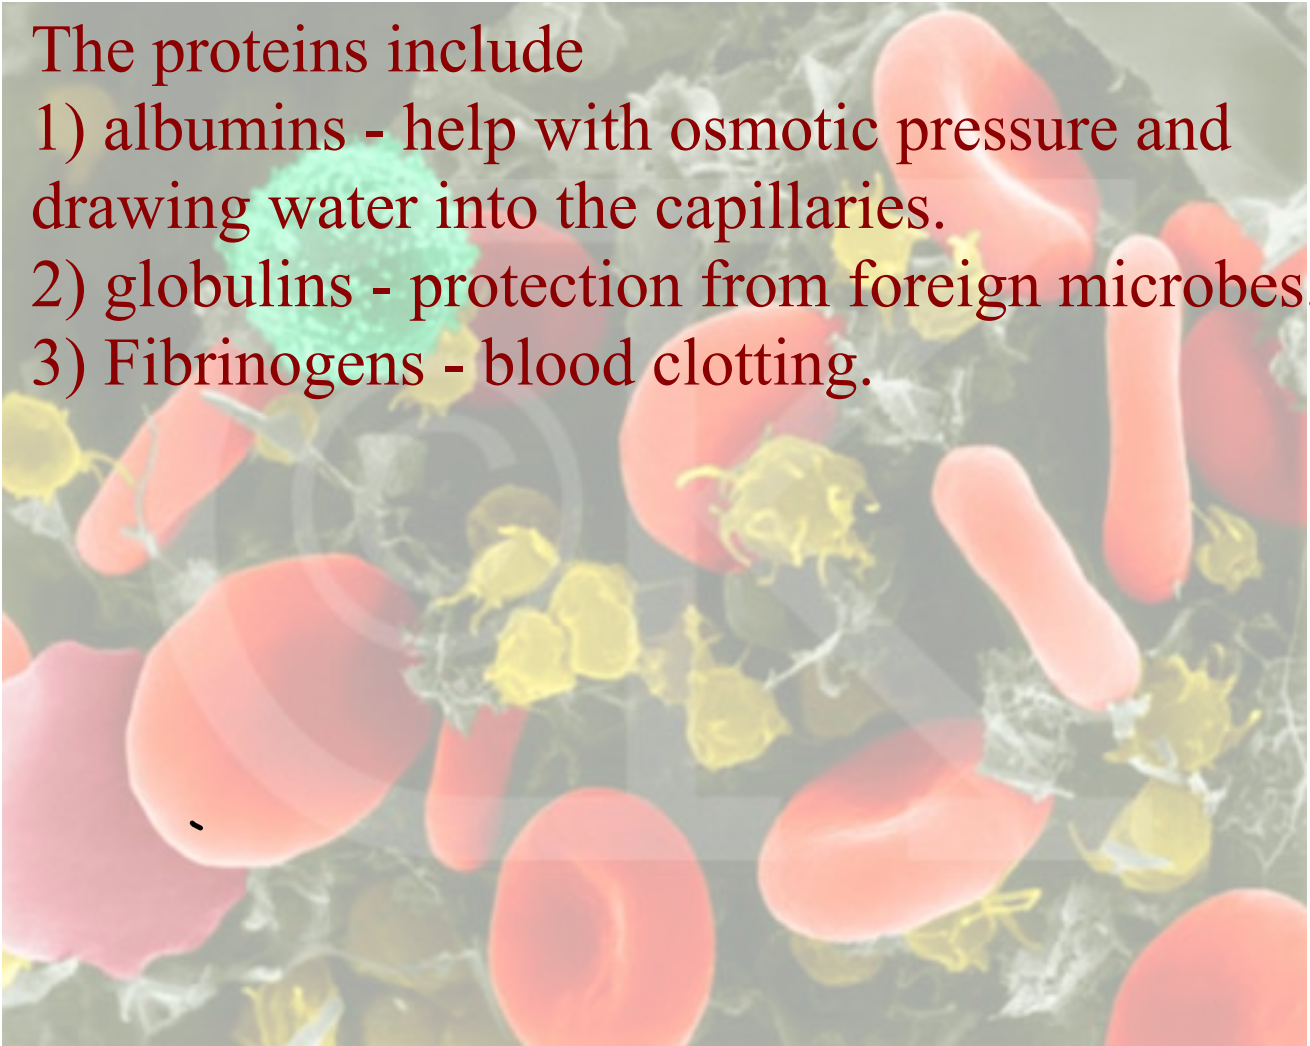 The proteins include
1) albumins - help with osmotic pressure and
drawing water into the capillaries.
2) globulins - protection from foreign microbes.
3) Fibrinogens - blood clotting.